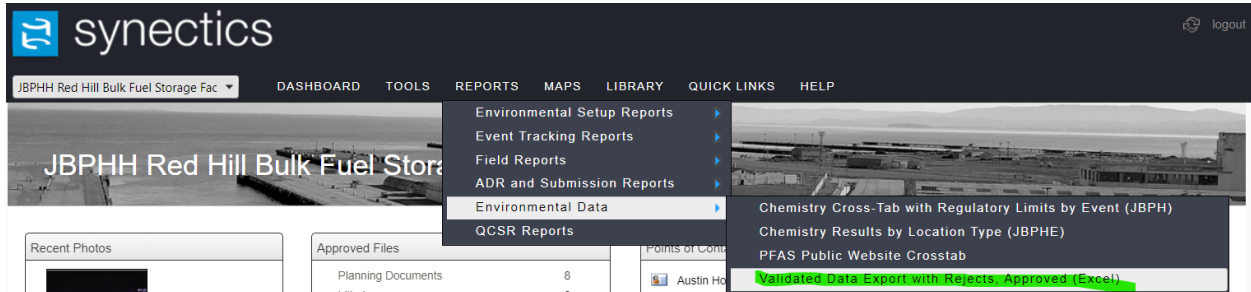 synectics
logout
JBPHH Red Hill Bulk Fuel Storage Fac
DASHBOARD TOOLS REPORTS MAPS LIBRARY QUICK LINKS HELP
Environmental Setup Reports
Event Tracking Reports
Field Reports
ADR and Submission Reports
Environmental Data
QCSR Reports
Chemistry Cross-Tab with Regulatory Limits by Event (JBPH)
Chemistry Results by Location Type (JBPHE)
PFAS Public Website Crosstab
Validated Data Export with Rejects, Approved (Excel)
JBPHH Red Hill Bulk Fuel Stora
Recent Photos
Approved Files
Planning Documents 8
Points of Conta
Austin Ho